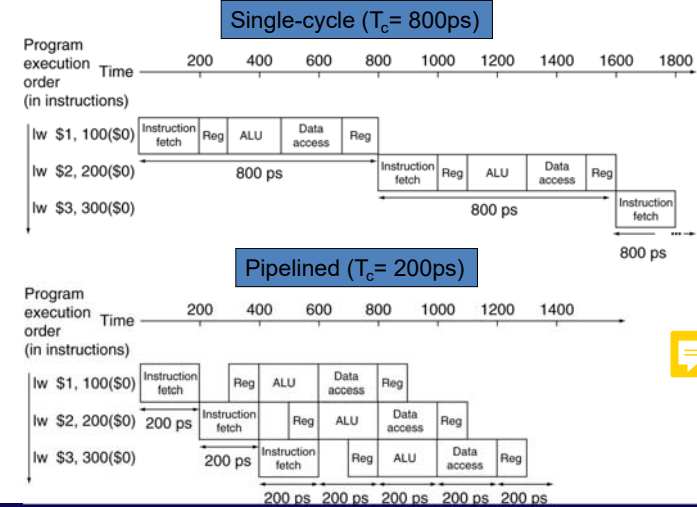 Single-cycle (Tc= 800ps)
Program
execution
order
(in instructions)
Time
200 400 600 800 1000 1200 1400 1600 1800
lw $1, 100($0)
Instruction
fetch
Reg
ALU
Data
access
Reg
800 ps
lw $2, 200($0)
Instruction
fetch
Reg
ALU
Data
access
Reg
800 ps
lw $3, 300($0)
Instruction
fetch
...
800 ps
Pipelined (Tc= 200ps)
Program
execution
order
(in instructions)
Time
200 400 600 800 1000 1200 1400
lw $1, 100($0)
Instruction
fetch
Reg
ALU
Data
access
Reg
lw $2, 200($0)
200 ps
Instruction
fetch
Reg
ALU
Data
access
Reg
lw $3, 300($0)
200 ps
Instruction
fetch
Reg
ALU
Data
access
Reg
200 ps 200 ps 200 ps 200 ps 200 ps